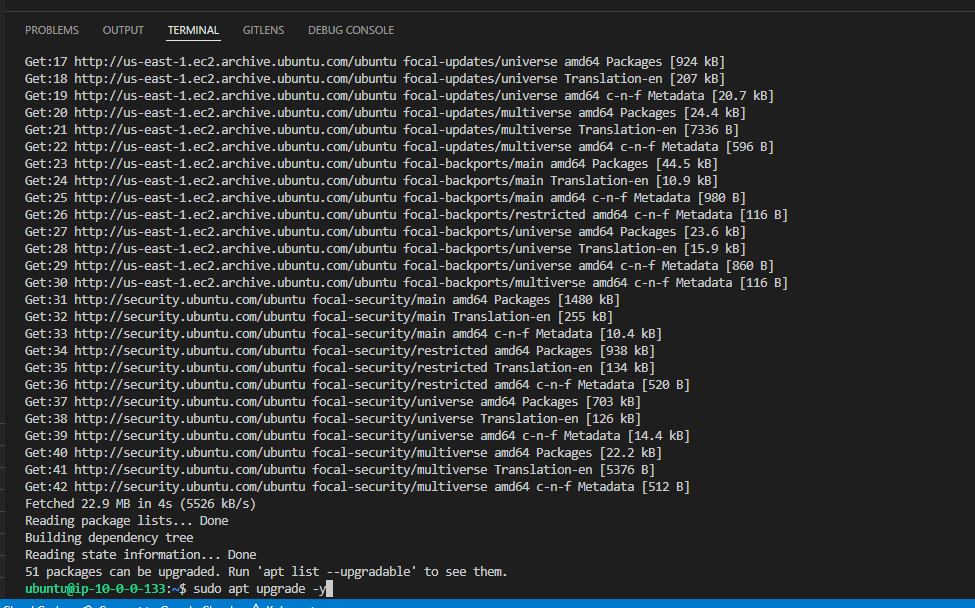 PROBLEMS OUTPUT TERMINAL GITLENS DEBUG CONSOLE
Get:17 http://us-east-1.ec2.archive.ubuntu.com/ubuntu focal-updates/universe amd64 Packages [924 kB]
Get:18 http://us-east-1.ec2.archive.ubuntu.com/ubuntu focal-updates/universe Translation-en [207 kB]
Get:19 http://us-east-1.ec2.archive.ubuntu.com/ubuntu focal-updates/universe amd64 c-n-f Metadata [20.7 kB]
Get:20 http://us-east-1.ec2.archive.ubuntu.com/ubuntu focal-updates/multiverse amd64 Packages [24.4 kB]
Get:21 http://us-east-1.ec2.archive.ubuntu.com/ubuntu focal-updates/multiverse Translation-en [7336 B]
Get:22 http://us-east-1.ec2.archive.ubuntu.com/ubuntu focal-updates/multiverse amd64 c-n-f Metadata [596 B]
Get:23 http://us-east-1.ec2.archive.ubuntu.com/ubuntu focal-backports/main amd64 Packages [44.5 kB]
Get:24 http://us-east-1.ec2.archive.ubuntu.com/ubuntu focal-backports/main Translation-en [10.9 kB]
Get:25 http://us-east-1.ec2.archive.ubuntu.com/ubuntu focal-backports/main amd64 c-n-f Metadata [980 B]
Get:26 http://us-east-1.ec2.archive.ubuntu.com/ubuntu focal-backports/restricted amd64 c-n-f Metadata [116 B]
Get:27 http://us-east-1.ec2.archive.ubuntu.com/ubuntu focal-backports/universe amd64 Packages [23.6 kB]
Get:28 http://us-east-1.ec2.archive.ubuntu.com/ubuntu focal-backports/universe Translation-en [15.9 kB]
Get:29 http://us-east-1.ec2.archive.ubuntu.com/ubuntu focal-backports/universe amd64 c-n-f Metadata [860 B]
Get:30 http://us-east-1.ec2.archive.ubuntu.com/ubuntu focal-backports/multiverse amd64 c-n-f Metadata [116 B]
Get:31 http://security.ubuntu.com/ubuntu focal-security/main amd64 Packages [1480 kB]
Get:32 http://security.ubuntu.com/ubuntu focal-security/main Translation-en [255 kB]
Get:33 http://security.ubuntu.com/ubuntu focal-security/main amd64 c-n-f Metadata [10.4 kB]
Get:34 http://security.ubuntu.com/ubuntu focal-security/restricted amd64 Packages [938 kB]
Get:35 http://security.ubuntu.com/ubuntu focal-security/restricted Translation-en [134 kB]
Get:36 http://security.ubuntu.com/ubuntu focal-security/restricted amd64 c-n-f Metadata [520 B]
Get:37 http://security.ubuntu.com/ubuntu focal-security/universe amd64 Packages [703 kB]
Get:38 http://security.ubuntu.com/ubuntu focal-security/universe Translation-en [126 kB]
Get:39 http://security.ubuntu.com/ubuntu focal-security/universe amd64 c-n-f Metadata [14.4 kB]
Get:40 http://security.ubuntu.com/ubuntu focal-security/multiverse amd64 Packages [22.2 kB]
Get:41 http://security.ubuntu.com/ubuntu focal-security/multiverse Translation-en [5376 B]
Get:42 http://security.ubuntu.com/ubuntu focal-security/multiverse amd64 c-n-f Metadata [512 B]
Fetched 22.9 MB in 4s (5526 kB/s)
Reading package lists... Done
Building dependency tree
Reading state information... Done
51 packages can be upgraded. Run 'apt list --upgradable' to see them.
ubuntu@ip-10-0-0-133:~$ sudo apt upgrade -y